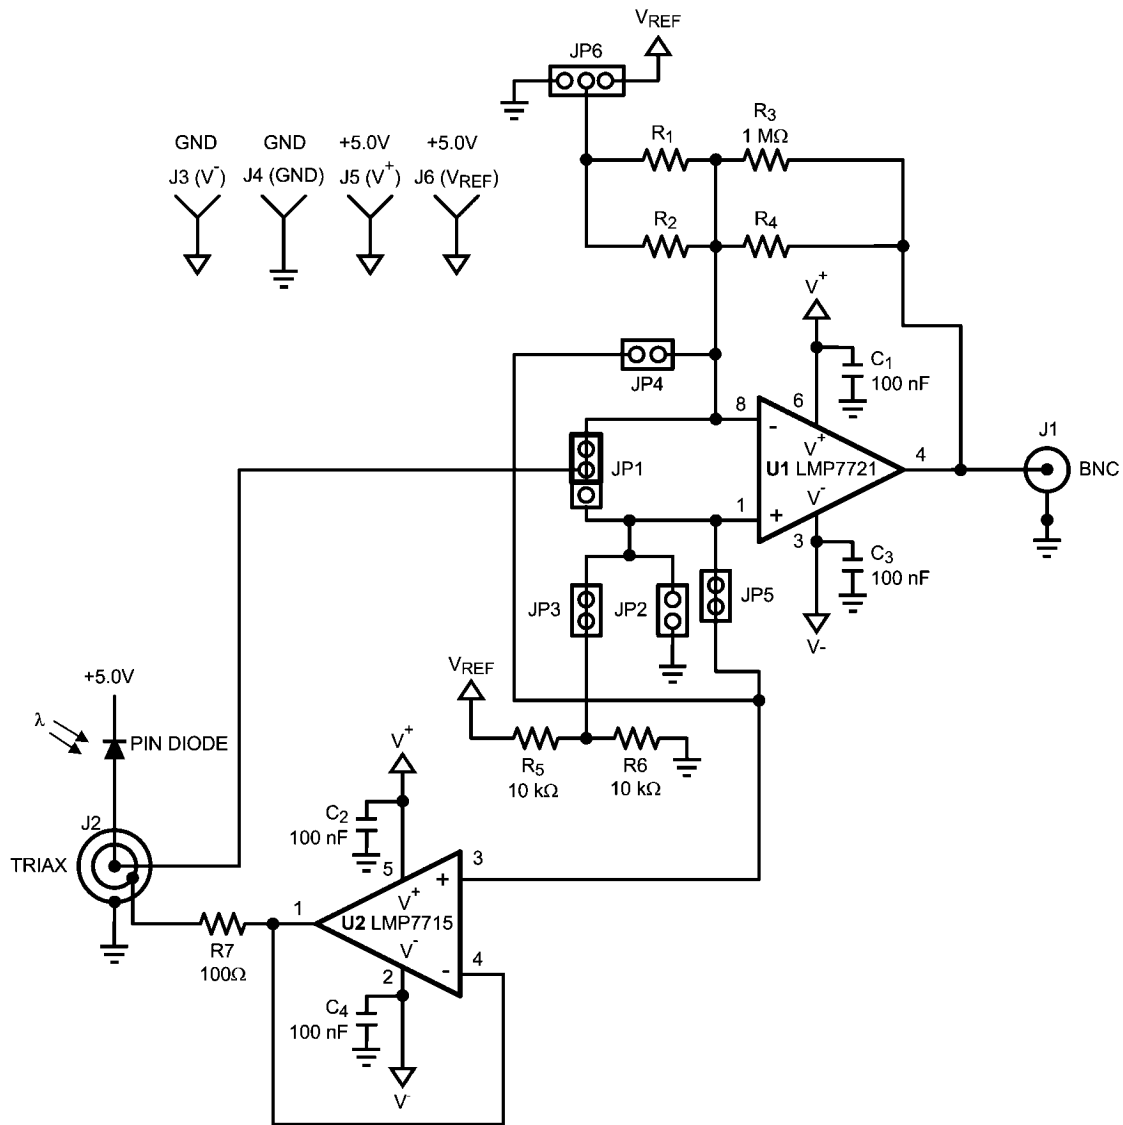 V_REF
JP6
R3
1 MΩ
R1
GND GND +5.0V +5.0V
J3 (V⁻) J4 (GND) J5 (V⁺) J6 (V_REF)
R2 R4
V⁺
C1
100 nF
JP4
8 6
-
V⁺
J1
BNC
JP1
U1 LMP7721
4
V⁻
1
+
3
C3
100 nF
JP3 JP2 JP5
V-
V_REF
+5.0V
λ
PIN DIODE
V⁺
R5
10 kΩ
R6
10 kΩ
C2
100 nF
J2
TRIAX
3
5
+
V⁺
1
U2 LMP7715
V⁻
4
-
2
R7
100Ω
C4
100 nF
V⁻